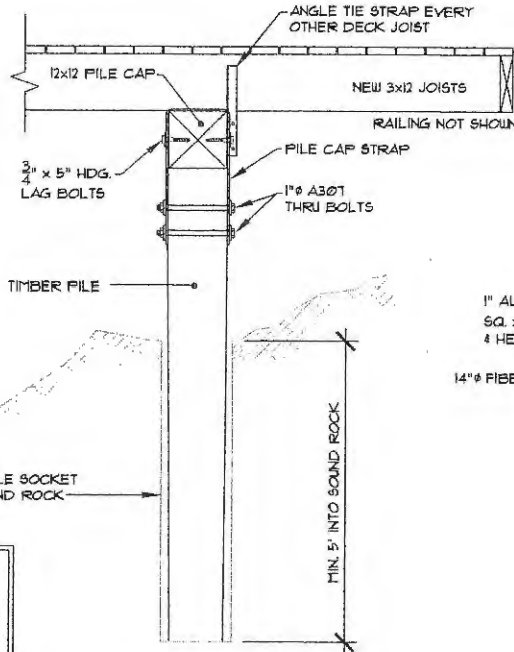 ANGLE TIE STRAP EVERY
OTHER DECK JOIST
12x12 PILE CAP
NEW 3x12 JOISTS
RAILING NOT SHOWN
PILE CAP STRAP
3/4" x 5" HDG.
LAG BOLTS
1"ø A307
THRU BOLTS
TIMBER PILE
1" AL
SQ.
& HE
14"ø FIBE
LE SOCKET
ND ROCK
MIN. 5' INTO SOUND ROCK